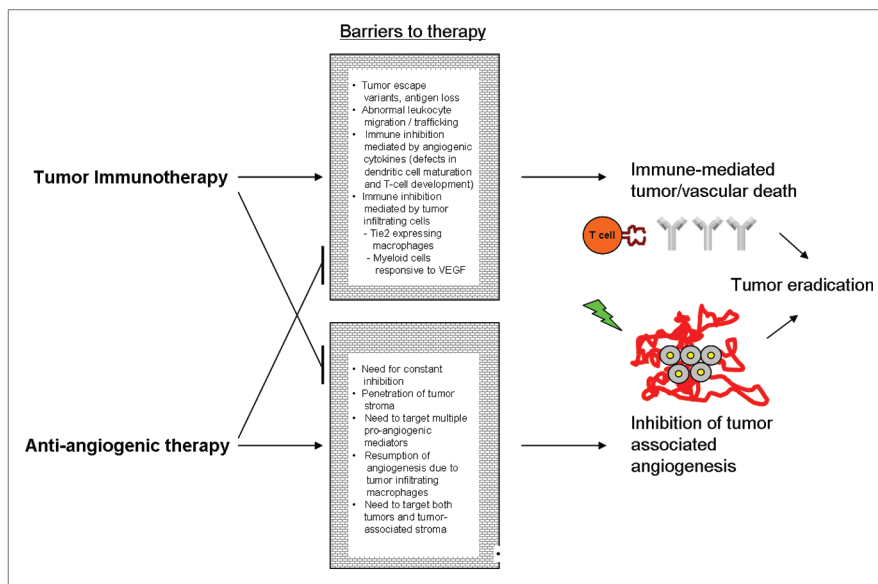 Barriers to therapy
• Tumor escape
variants, antigen loss
• Abnormal leukocyte
migration / trafficking
• Immune inhibition
mediated by angiogenic
cytokines (defects in
dendritic cell maturation
and T-cell development)
• Immune inhibition
mediated by tumor
infiltrating cells
- Tie2 expressing
macrophages
- Myeloid cells
responsive to VEGF
Tumor Immunotherapy
Immune-mediated
tumor/vascular death
T cell
Tumor eradication
• Need for constant
inhibition
• Penetration of tumor
stroma
• Need to target multiple
pro-angiogenic
mediators
• Resumption of
angiogenesis due to
tumor infiltrating
macrophages
• Need to target both
tumors and tumor-
associated stroma
•
Anti-angiogenic therapy
Inhibition of tumor
associated
angiogenesis